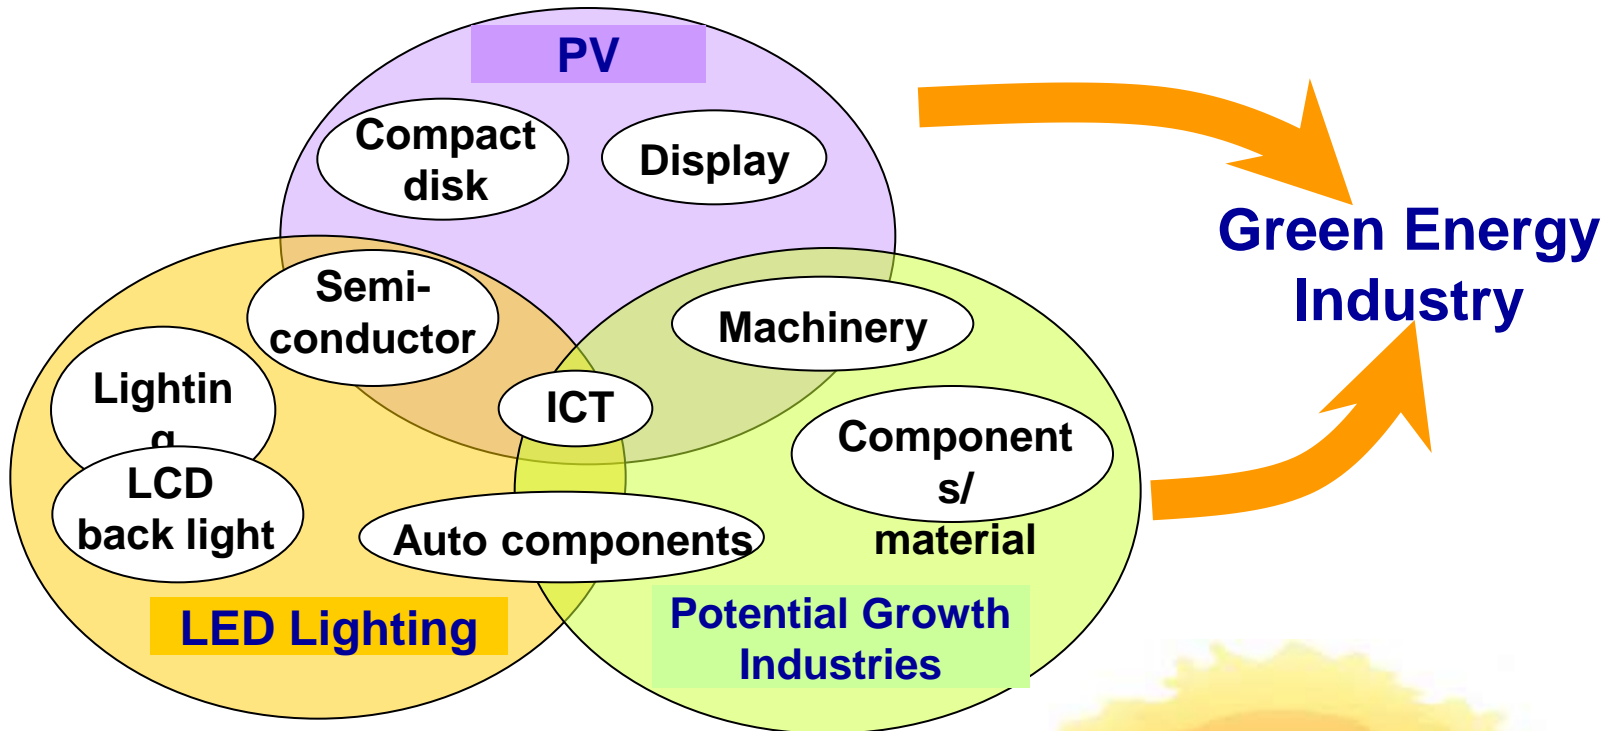 PV
Compact
disk
Display
Green Energy
Industry
Semi-
conductor
Machinery
Lightin
g
ICT
Component
s/
material
LCD
back light
Auto components
LED Lighting
Potential Growth
Industries